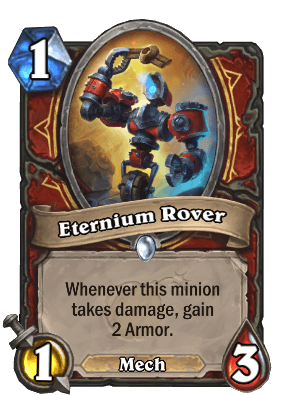 1
Eternium Rover
Whenever this minion
takes damage, gain
2 Armor.
1
Mech
3